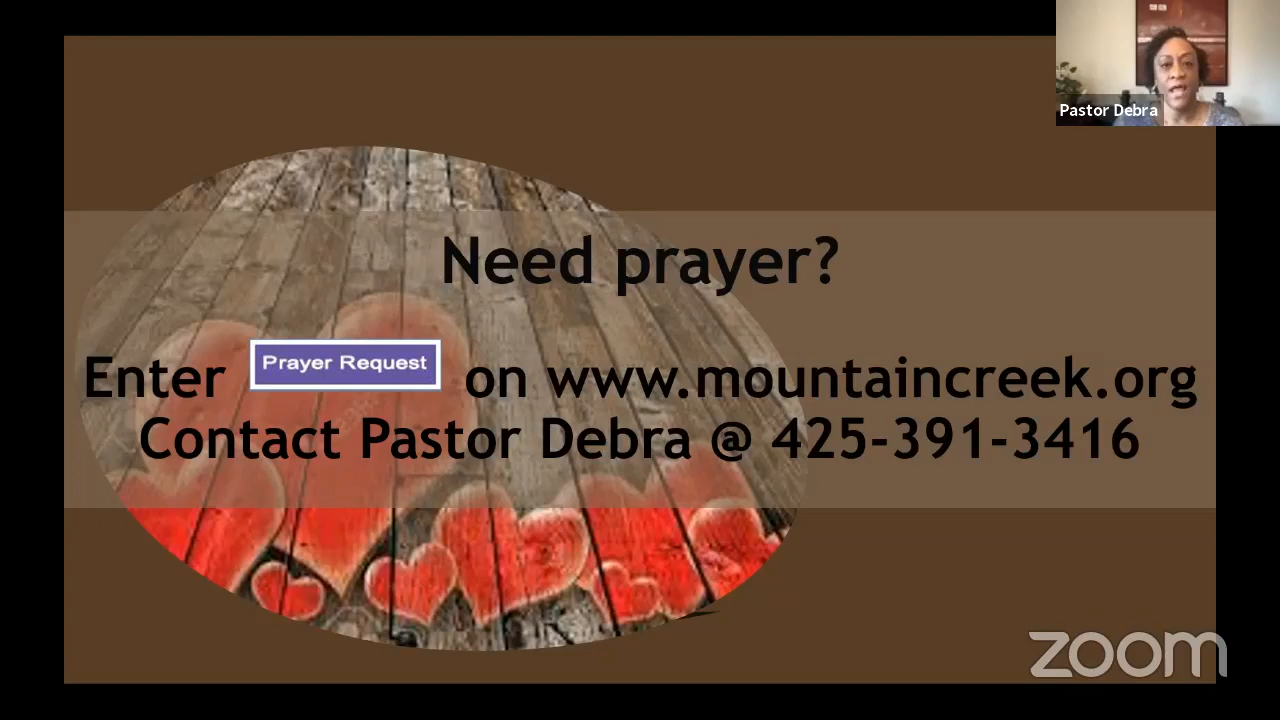 Pastor Debra
Need prayer?
Enter Prayer Request on www.mountaincreek.org
Contact Pastor Debra @ 425-391-3416
zoom